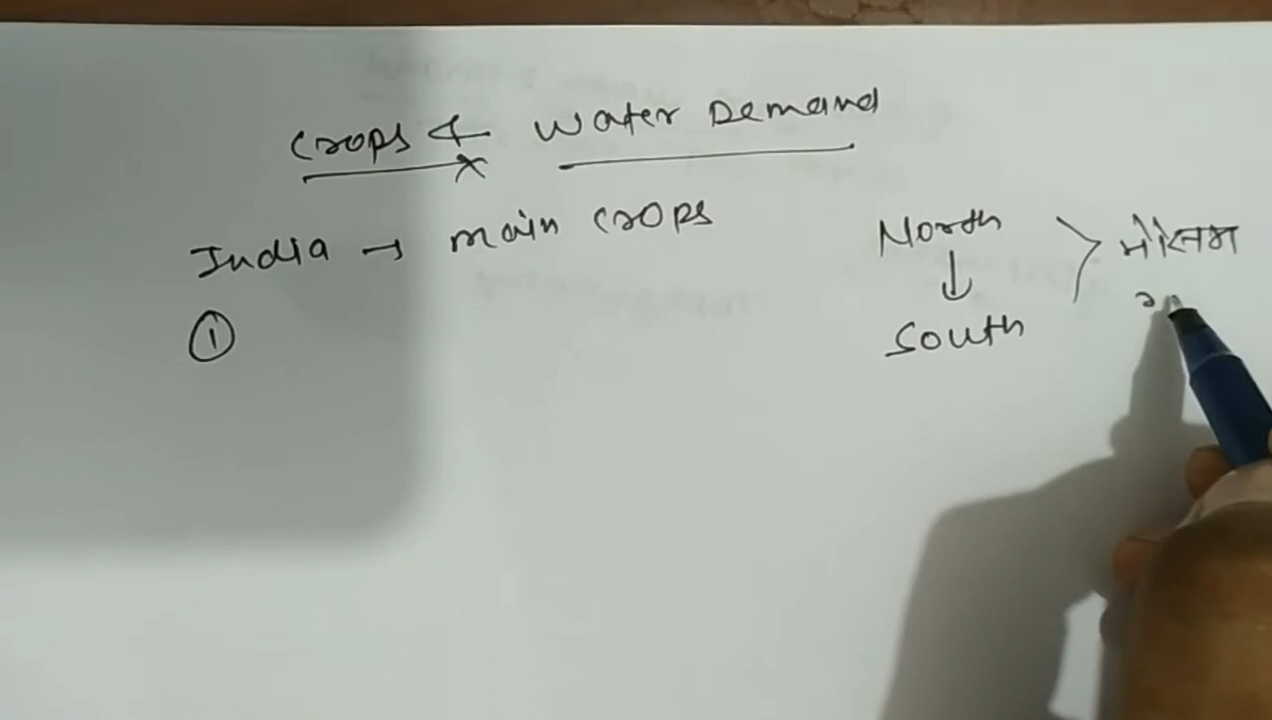 Crops & Water Demand
India → main crops
North
↓
South
मौसम
①